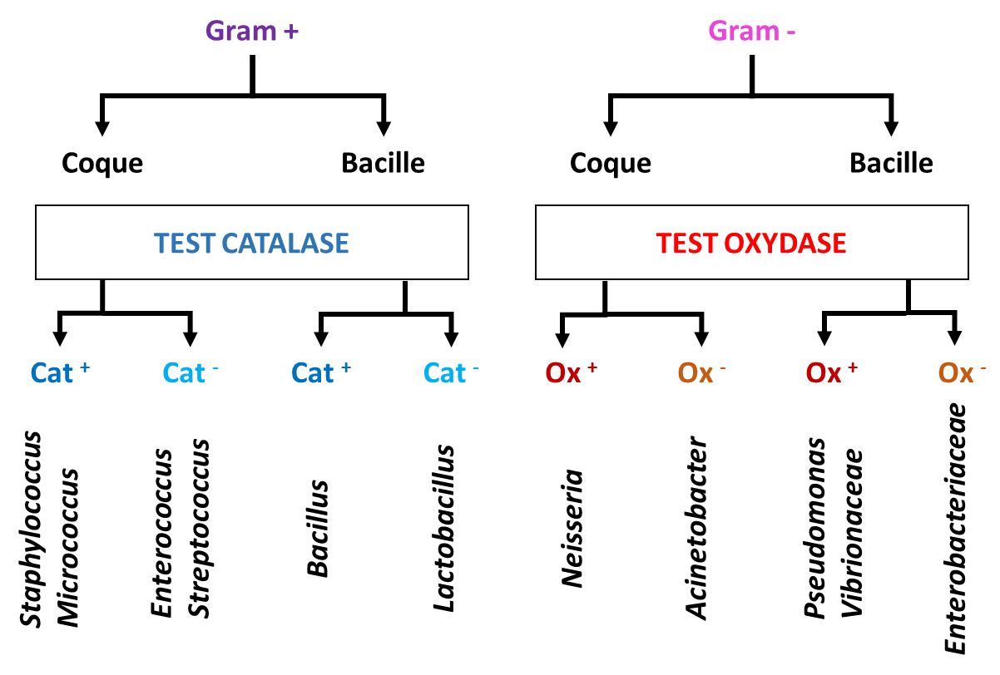 Gram +
Gram -
Coque
Bacille
Coque
Bacille
TEST CATALASE
TEST OXYDASE
Cat +
Cat -
Cat +
Cat -
Ox +
Ox -
Ox +
Ox -
Staphylococcus
Micrococcus
Enterococcus
Streptococcus
Bacillus
Lactobacillus
Neisseria
Acinetobacter
Pseudomonas
Vibrionaceae
Enterobacteriaceae